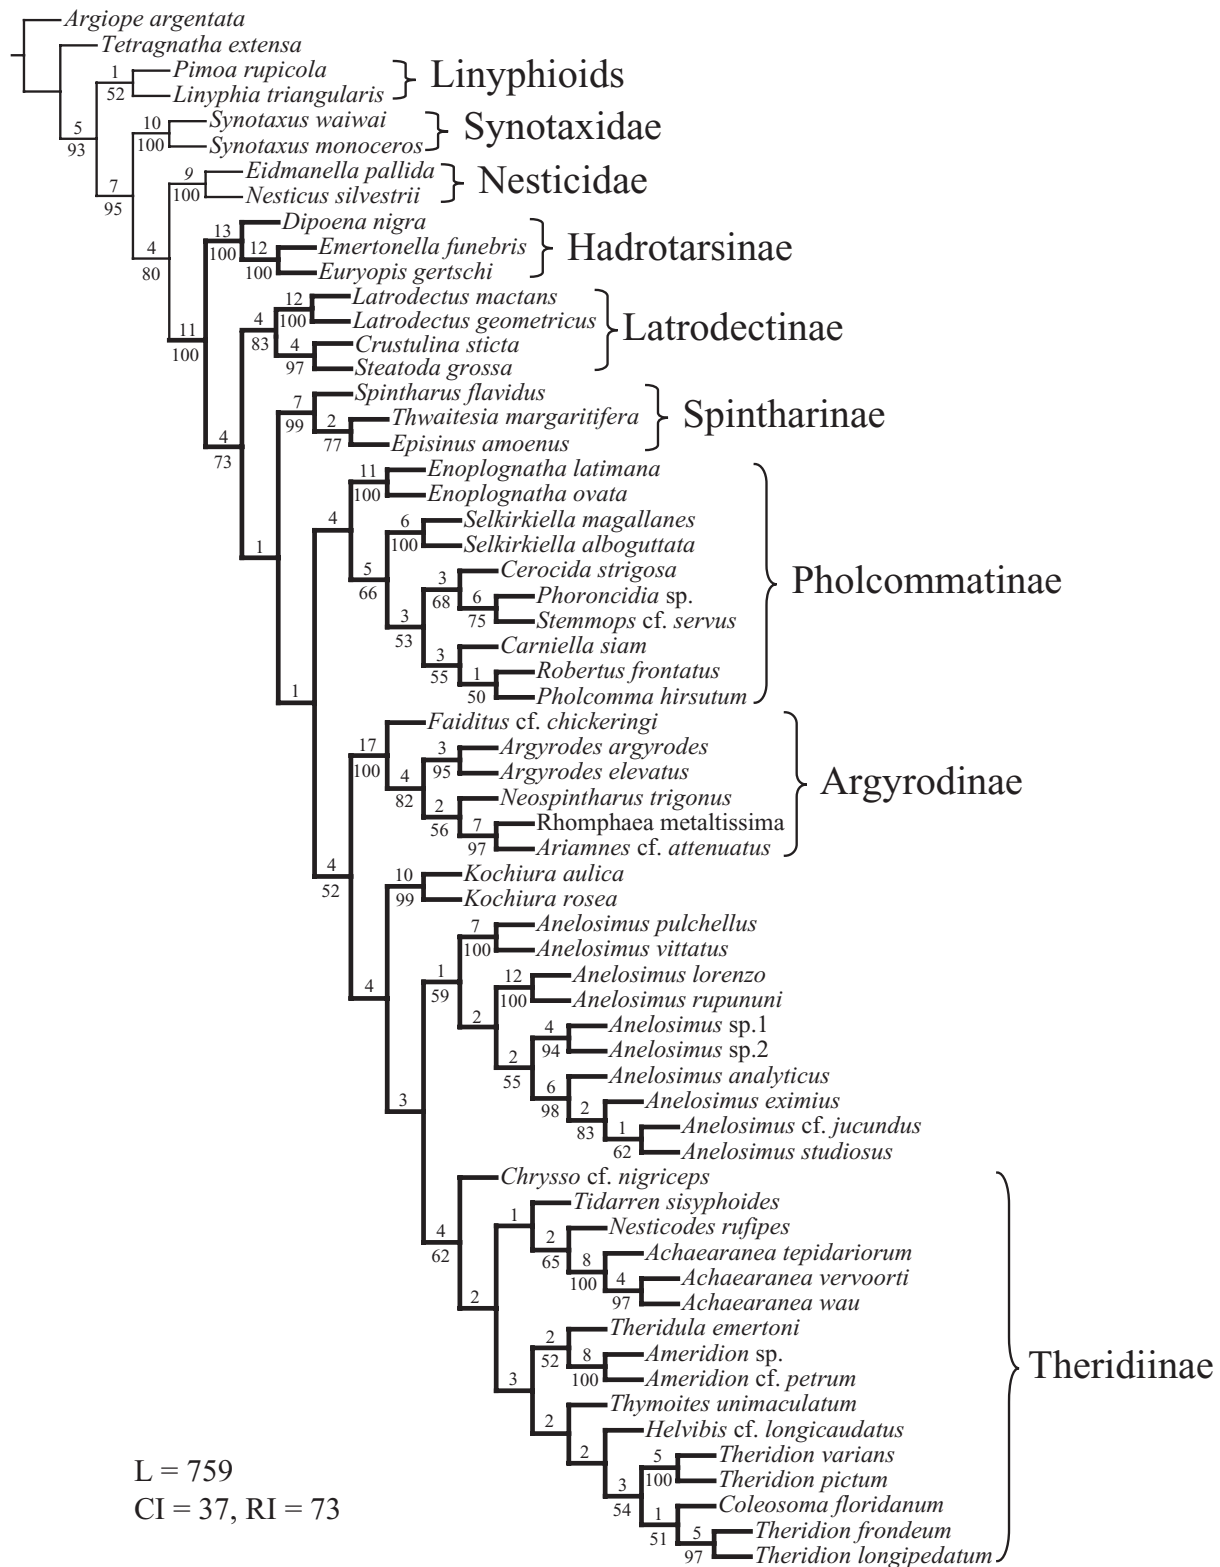 Argiope argentata
Tetragnatha extensa
1
Pimoa rupicola
52
Linyphia triangularis
Linyphioids
5
93
10
Synotaxus waiwai
100
Synotaxus monoceros
Synotaxidae
7
95
9
Eidmanella pallida
100
Nesticus silvestrii
Nesticidae
4
80
13
Dipoena nigra
100
12
Emertonella funebris
100
Euryopis gertschi
Hadrotarsinae
11
100
12
Latrodectus mactans
100
Latrodectus geometricus
4
83
4
Crustulina sticta
97
Steatoda grossa
Latrodectinae
4
73
7
Spintharus flavidus
99
2
Thwaitesia margaritifera
77
Episinus amoenus
Spintharinae
1
11
Enoplognatha latimana
100
Enoplognatha ovata
4
6
Selkirkiella magallanes
100
Selkirkiella alboguttata
5
66
3
Cerocida strigosa
68
6
Phoroncidia sp.
75
Stemmops cf. servus
3
53
3
Carniella siam
55
1
Robertus frontatus
50
Pholcomma hirsutum
Pholcommatinae
1
17
Faiditus cf. chickeringi
100
3
Argyrodes argyrodes
95
Argyrodes elevatus
4
82
2
Neospintharus trigonus
56
7
Rhomphaea metaltissima
97
Ariamnes cf. attenuatus
Argyrodinae
4
52
10
Kochiura aulica
99
Kochiura rosea
4
7
Anelosimus pulchellus
100
Anelosimus vittatus
1
59
12
Anelosimus lorenzo
100
Anelosimus rupununi
2
4
Anelosimus sp.1
94
Anelosimus sp.2
2
55
6
Anelosimus analyticus
98
2
Anelosimus eximius
83
1
Anelosimus cf. jucundus
62
Anelosimus studiosus
3
Chrysso cf. nigriceps
4
62
1
Tidarren sisyphoides
2
Nesticodes rufipes
65
8
Achaearanea tepidariorum
100
4
Achaearanea vervoorti
97
Achaearanea wau
2
2
Theridula emertoni
52
8
Ameridion sp.
100
Ameridion cf. petrum
3
Thymoites unimaculatum
2
Helvibis cf. longicaudatus
2
5
Theridion varians
100
Theridion pictum
3
54
1
Coleosoma floridanum
51
5
Theridion frondeum
97
Theridion longipedatum
Theridiinae
L = 759
CI = 37, RI = 73